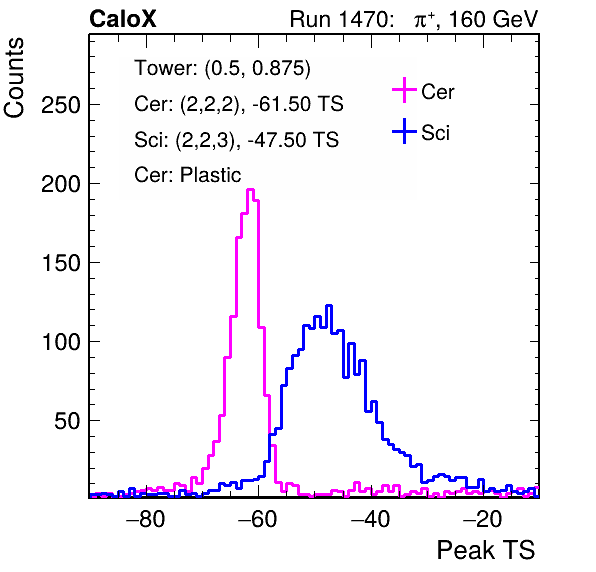 CaloX Run 1470: π⁺, 160 GeV
Counts
Tower: (0.5, 0.875)
Cer: (2,2,2), -61.50 TS
Sci: (2,2,3), -47.50 TS
Cer: Plastic
Cer
Sci
250
200
150
100
50
−80 −60 −40 −20
Peak TS